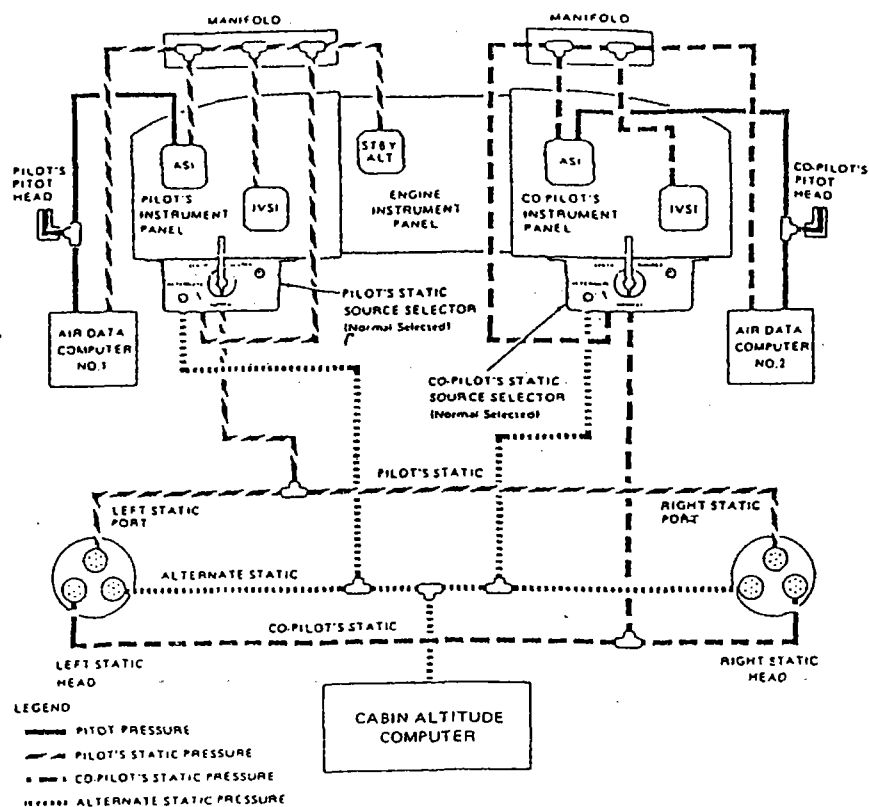 MANIFOLD
MANIFOLD
PILOT'S
PITOT
HEAD
ASI
PILOT'S
INSTRUMENT
PANEL
IVSI
STBY
ALT
ENGINE
INSTRUMENT
PANEL
ASI
CO-PILOT'S
INSTRUMENT
PANEL
IVSI
CO-PILOT'S
PITOT
HEAD
ALTERNATE
ALTERNATE
PILOT'S STATIC
SOURCE SELECTOR
(Normal Selected)
AIR DATA
COMPUTER
NO.1
CO-PILOT'S STATIC
SOURCE SELECTOR
(Normal Selected)
AIR DATA
COMPUTER
NO.2
PILOT'S STATIC
LEFT STATIC
PORT
RIGHT STATIC
PORT
ALTERNATE STATIC
CO-PILOT'S STATIC
LEFT STATIC
HEAD
RIGHT STATIC
HEAD
CABIN ALTITUDE
COMPUTER
LEGEND
PITOT PRESSURE
PILOT'S STATIC PRESSURE
CO-PILOT'S STATIC PRESSURE
ALTERNATE STATIC PRESSURE